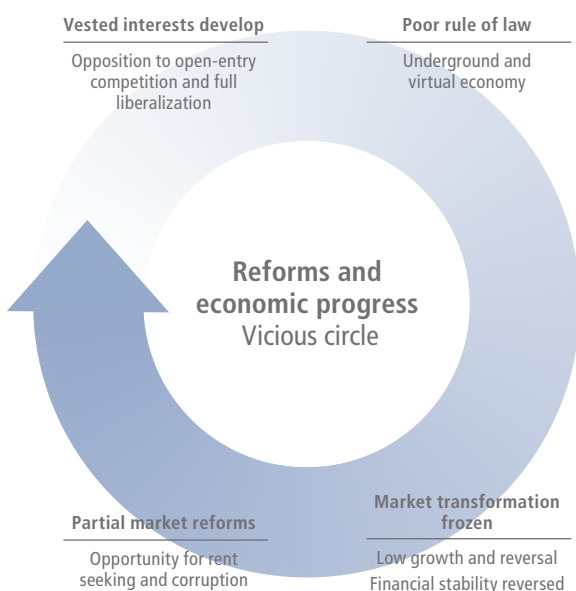 Vested interests develop
Opposition to open-entry
competition and full
liberalization
Poor rule of law
Underground and
virtual economy
Reforms and
economic progress
Vicious circle
Partial market reforms
Opportunity for rent
seeking and corruption
Market transformation
frozen
Low growth and reversal
Financial stability reversed